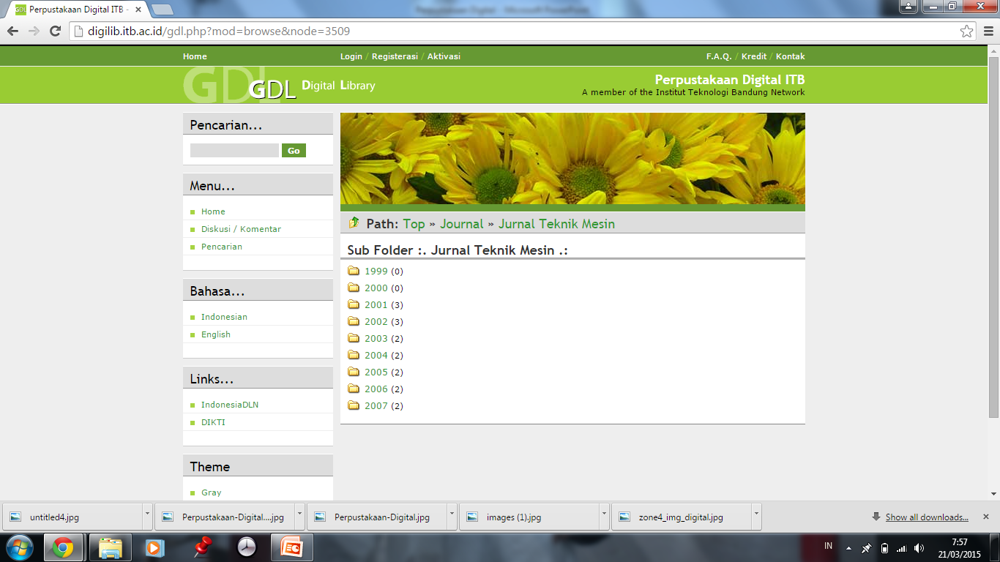 Perpustakaan Digital ITB -
digilib.itb.ac.id/gdl.php?mod=browse&node=3509
Home
Login / Registerasi / Aktivasi
F.A.Q. / Kredit / Kontak
GDL
GDL Digital Library
Perpustakaan Digital ITB
A member of the Institut Teknologi Bandung Network
Pencarian...
Go
Menu...
Home
Diskusi / Komentar
Pencarian
Bahasa...
Indonesian
English
Links...
IndonesiaDLN
DIKTI
Theme
Gray
Path: Top » Journal » Jurnal Teknik Mesin
Sub Folder :. Jurnal Teknik Mesin .:
1999 (0)
2000 (0)
2001 (3)
2002 (3)
2003 (2)
2004 (2)
2005 (2)
2006 (2)
2007 (2)
untitled4.jpg
Perpustakaan-Digital....jpg
Perpustakaan-Digital.jpg
images (1).jpg
zone4_img_digital.jpg
Show all downloads...
IN
7:57
21/03/2015